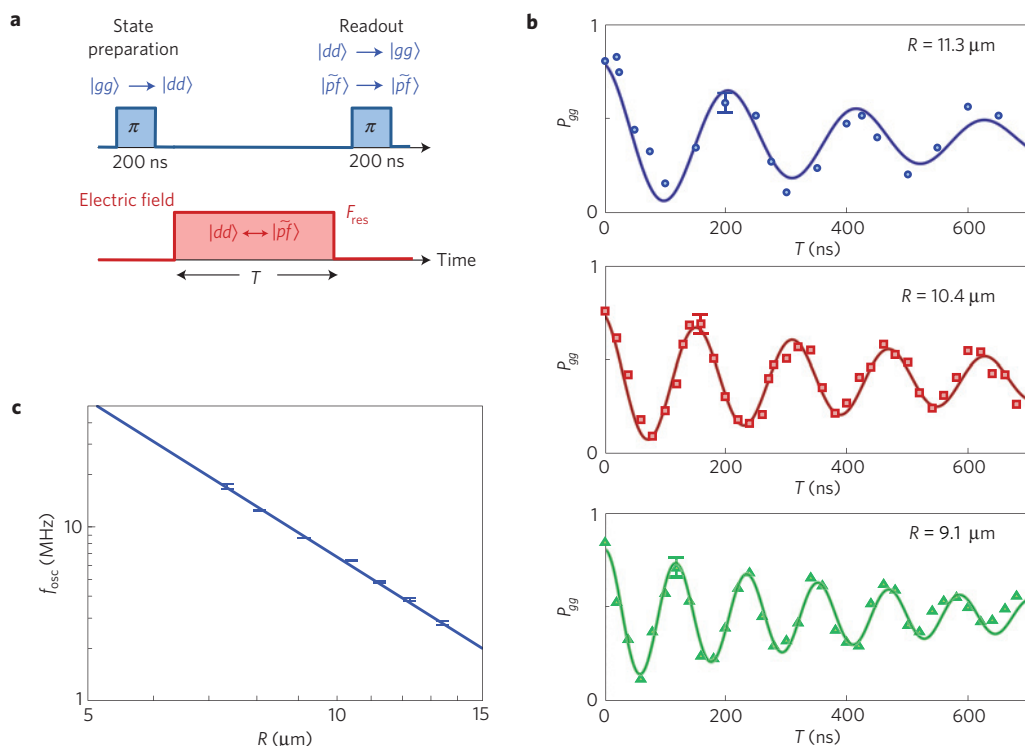 a
State preparation
|gg⟩ → |dd⟩
π
200 ns
Readout
|dd⟩ → |gg⟩
|p̃f̃⟩ → |p̃f̃⟩
π
200 ns
Electric field
F_res
|dd⟩ ↔ |p̃f̃⟩
T
Time
b
1
R = 11.3 μm
P_gg
0
0 200 400 600
T (ns)
1
R = 10.4 μm
P_gg
0
0 200 400 600
T (ns)
1
R = 9.1 μm
P_gg
0
0 200 400 600
T (ns)
c
f_osc (MHz)
10
1
5 10 15
R (μm)